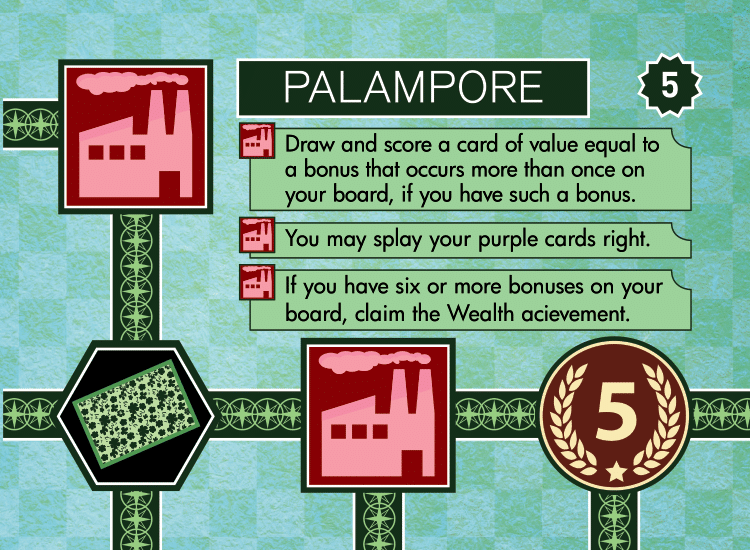 PALAMPORE
5
Draw and score a card of value equal to
a bonus that occurs more than once on
your board, if you have such a bonus.
You may splay your purple cards right.
If you have six or more bonuses on your
board, claim the Wealth acievement.
5